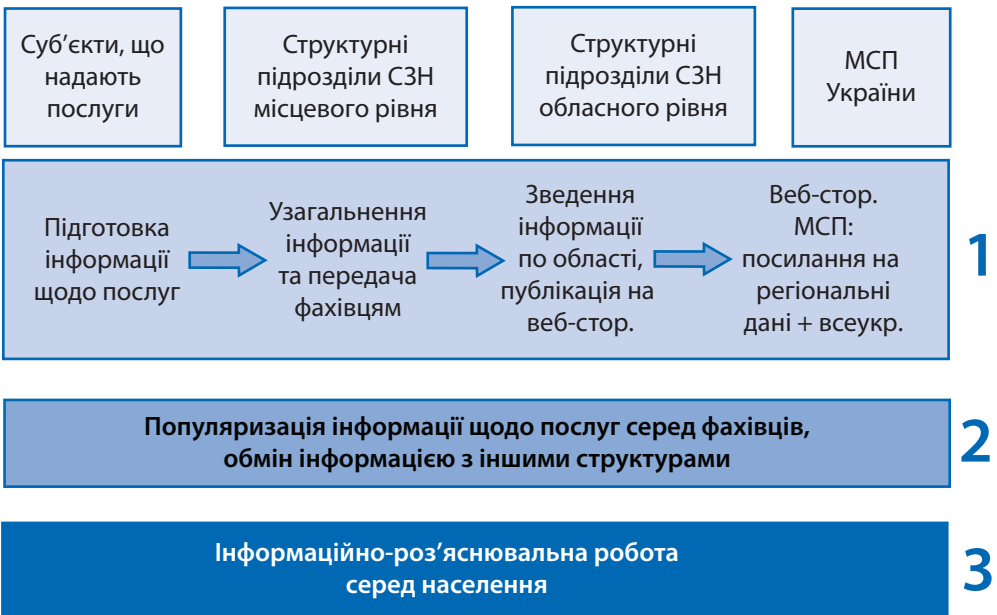 Суб’єкти, що
надають
послуги
Структурні
підрозділи СЗН
місцевого рівня
Структурні
підрозділи СЗН
обласного рівня
МСП
України
Підготовка
інформації
щодо послуг
Узагальнення
інформації
та передача
фахівцям
Зведення
інформації
по області,
публікація на
веб-стор.
Веб-стор.
МСП:
посилання на
регіональні
дані + всеукр.
1
Популяризація інформації щодо послуг серед фахівців,
обмін інформацією з іншими структурами
2
Інформаційно-роз’яснювальна робота
серед населення
3